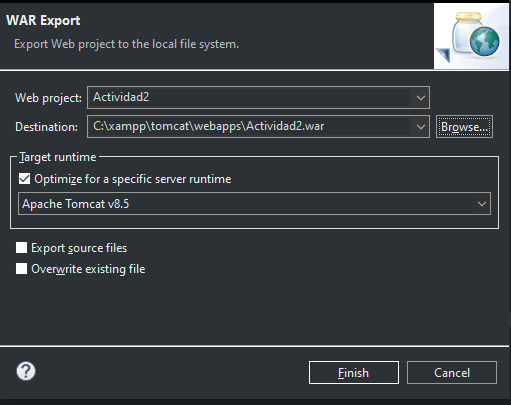 WAR Export
Export Web project to the local file system.
Web project: Actividad2
Destination: C:\xampp\tomcat\webapps\Actividad2.war Browse...
Target runtime
Optimize for a specific server runtime
Apache Tomcat v8.5
Export source files
Overwrite existing file
? Finish Cancel